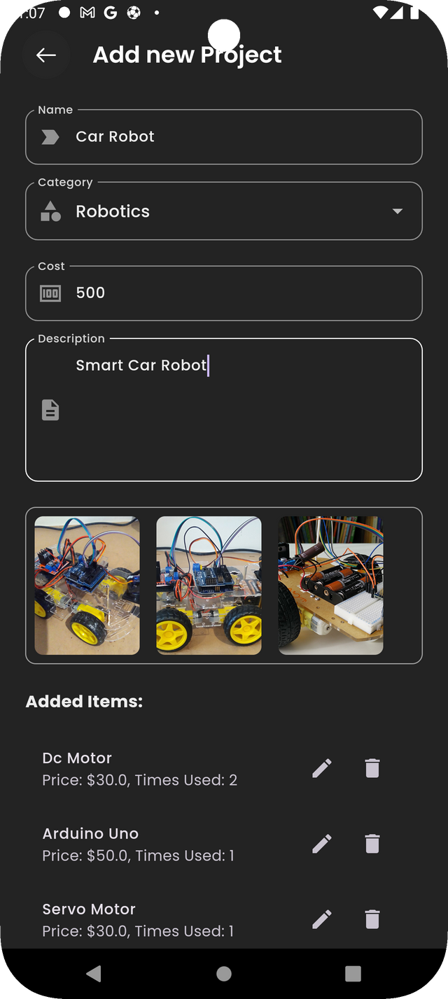 :07
Add new Project
Name
Car Robot
Category
Robotics
Cost
100
500
Description
Smart Car Robot
Added Items:
Dc Motor
Price: $30.0, Times Used: 2
Arduino Uno
Price: $50.0, Times Used: 1
Servo Motor
Price: $30.0, Times Used: 1